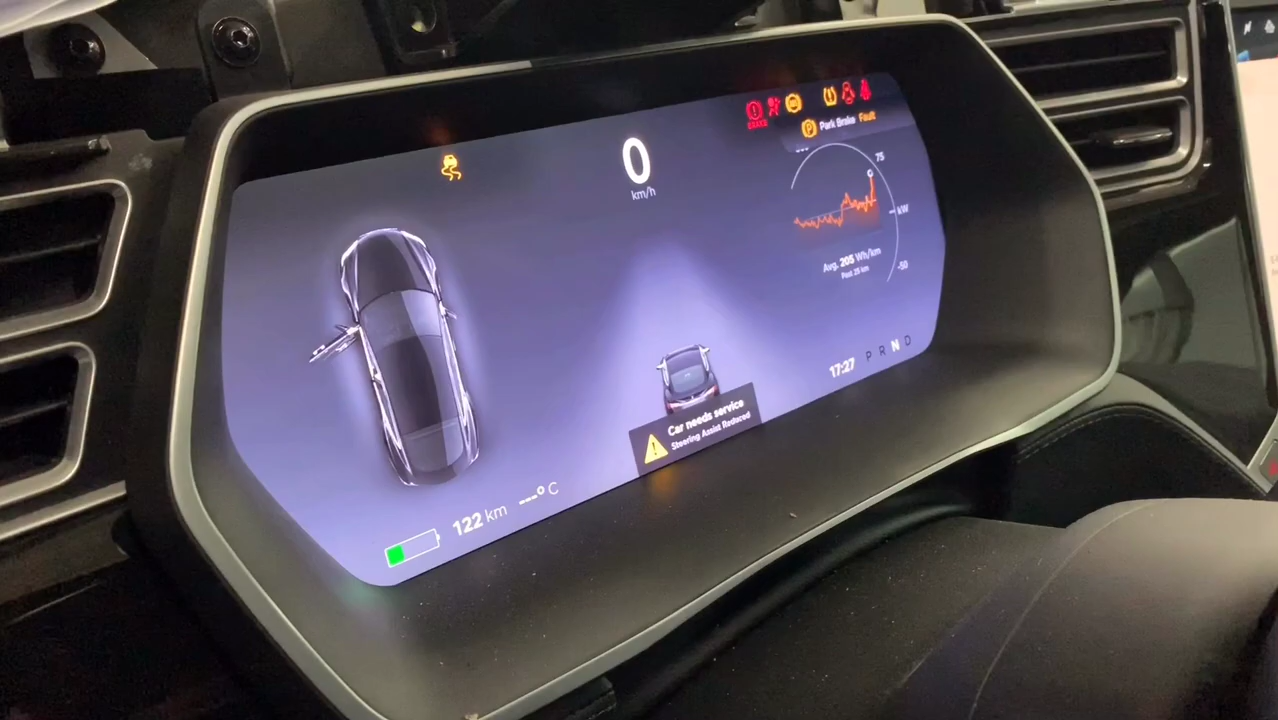 BRAKE
Park Brake Fault
0
km/h
75
kW
-50
Avg. 205 Wh/km
Past 25 km
17:27
P R N D
Car needs service
Steering Assist Reduced
122 km
---°C